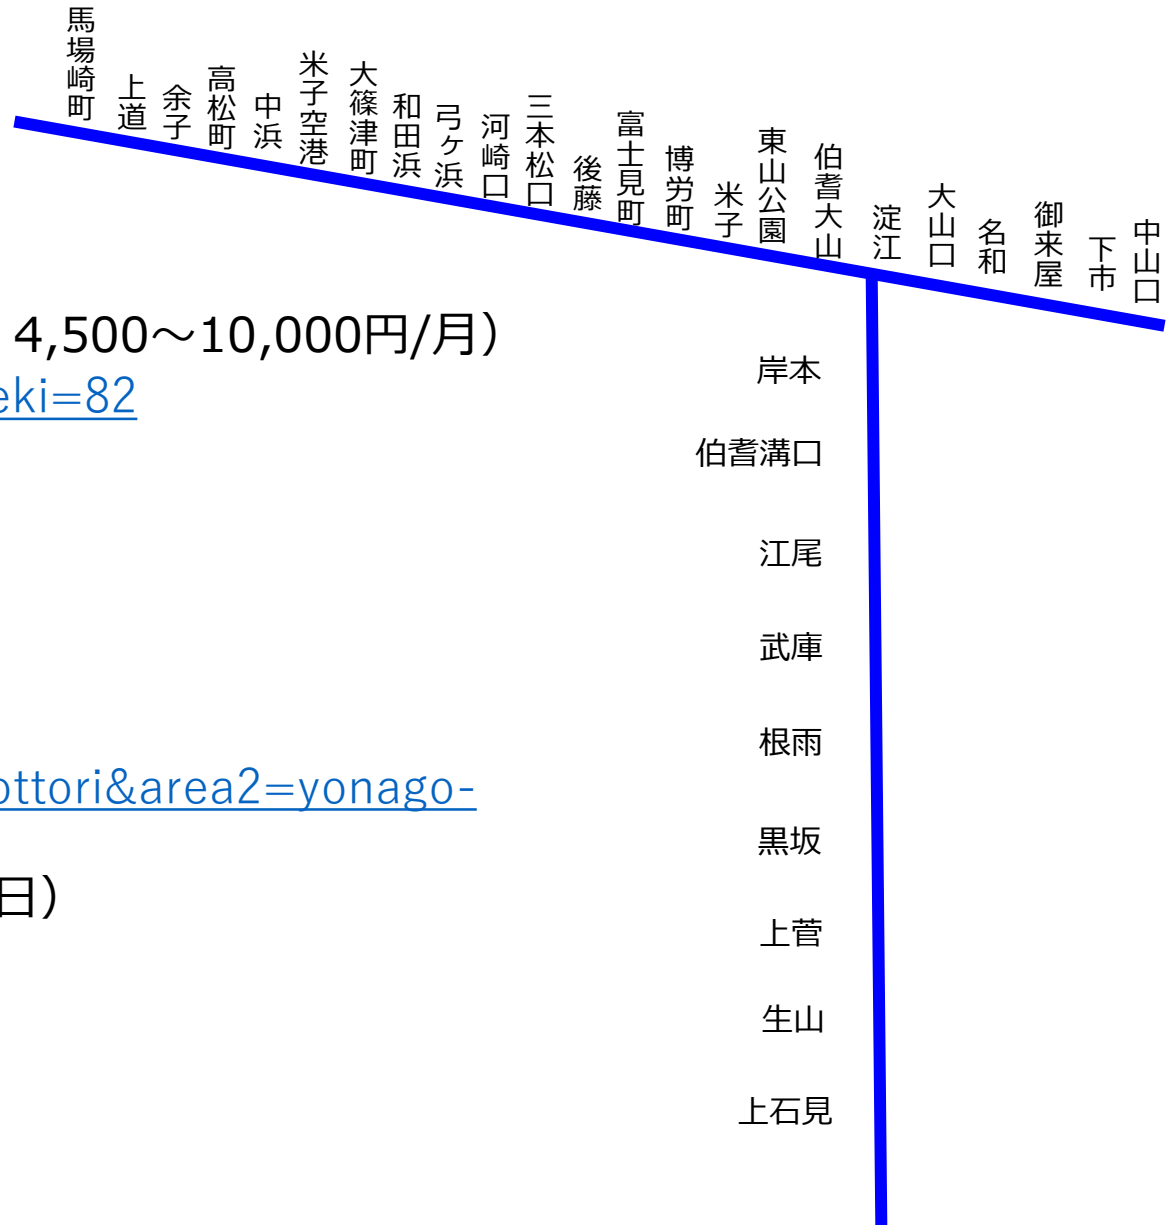 馬場崎町
上道
余子
高松町
中浜
米子空港
大篠津町
和田浜
弓ヶ浜
河崎口
三本松口
後藤
富士見町
博労町
米子
東山公園
伯耆大山
淀江
大山口
名和
御来屋
下市
中山口
4,500～10,000円/月）
eki=82
岸本
伯耆溝口
江尾
武庫
根雨
ottori&area2=yonago-
黒坂
日）
上菅
生山
上石見